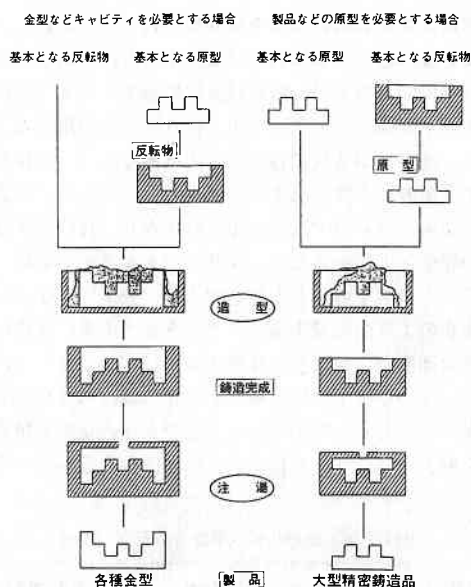 金型などキャビティを必要とする場合
製品などの原型を必要とする場合
基本となる反転物
基本となる原型
基本となる原型
基本となる反転物
反転物
原型
造型
鋳造完成
注湯
各種金型
製品
大型精密鋳造品